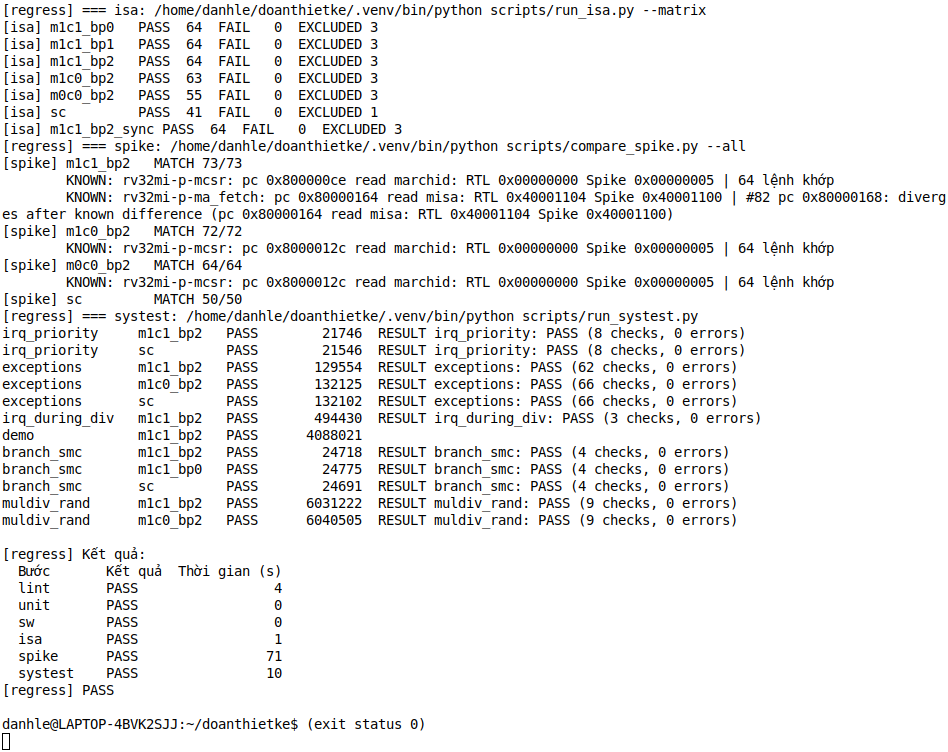 [regress] === isa: /home/danhle/doanthietke/.venv/bin/python scripts/run_isa.py --matrix
[isa] m1c1_bp0   PASS  64  FAIL   0  EXCLUDED 3
[isa] m1c1_bp1   PASS  64  FAIL   0  EXCLUDED 3
[isa] m1c1_bp2   PASS  64  FAIL   0  EXCLUDED 3
[isa] m1c0_bp2   PASS  63  FAIL   0  EXCLUDED 3
[isa] m0c0_bp2   PASS  55  FAIL   0  EXCLUDED 3
[isa] sc         PASS  41  FAIL   0  EXCLUDED 1
[isa] m1c1_bp2_sync PASS  64  FAIL   0  EXCLUDED 3
[regress] === spike: /home/danhle/doanthietke/.venv/bin/python scripts/compare_spike.py --all
[spike] m1c1_bp2   MATCH 73/73
        KNOWN: rv32mi-p-mcsr: pc 0x800000ce read marchid: RTL 0x00000000 Spike 0x00000005 | 64 lệnh khớp
        KNOWN: rv32mi-p-ma_fetch: pc 0x80000164 read misa: RTL 0x40001104 Spike 0x40001100 | #82 pc 0x80000168: diverg
es after known difference (pc 0x80000164 read misa: RTL 0x40001104 Spike 0x40001100)
[spike] m1c0_bp2   MATCH 72/72
        KNOWN: rv32mi-p-mcsr: pc 0x8000012c read marchid: RTL 0x00000000 Spike 0x00000005 | 64 lệnh khớp
[spike] m0c0_bp2   MATCH 64/64
        KNOWN: rv32mi-p-mcsr: pc 0x8000012c read marchid: RTL 0x00000000 Spike 0x00000005 | 64 lệnh khớp
[spike] sc         MATCH 50/50
[regress] === systest: /home/danhle/doanthietke/.venv/bin/python scripts/run_systest.py
irq_priority     m1c1_bp2   PASS        21746  RESULT irq_priority: PASS (8 checks, 0 errors)
irq_priority     sc         PASS        21546  RESULT irq_priority: PASS (8 checks, 0 errors)
exceptions       m1c1_bp2   PASS       129554  RESULT exceptions: PASS (62 checks, 0 errors)
exceptions       m1c0_bp2   PASS       132125  RESULT exceptions: PASS (66 checks, 0 errors)
exceptions       sc         PASS       132102  RESULT exceptions: PASS (66 checks, 0 errors)
irq_during_div   m1c1_bp2   PASS       494430  RESULT irq_during_div: PASS (3 checks, 0 errors)
demo             m1c1_bp2   PASS      4088021
branch_smc       m1c1_bp2   PASS        24718  RESULT branch_smc: PASS (4 checks, 0 errors)
branch_smc       m1c1_bp0   PASS        24775  RESULT branch_smc: PASS (4 checks, 0 errors)
branch_smc       sc         PASS        24691  RESULT branch_smc: PASS (4 checks, 0 errors)
muldiv_rand      m1c1_bp2   PASS      6031222  RESULT muldiv_rand: PASS (9 checks, 0 errors)
muldiv_rand      m1c0_bp2   PASS      6040505  RESULT muldiv_rand: PASS (9 checks, 0 errors)

[regress] Kết quả:
  Bước       Kết quả  Thời gian (s)
  lint       PASS                 4
  unit       PASS                 0
  sw         PASS                 0
  isa        PASS                 1
  spike      PASS                71
  systest    PASS                10
[regress] PASS

danhle@LAPTOP-4BVK2SJJ:~/doanthietke$ (exit status 0)